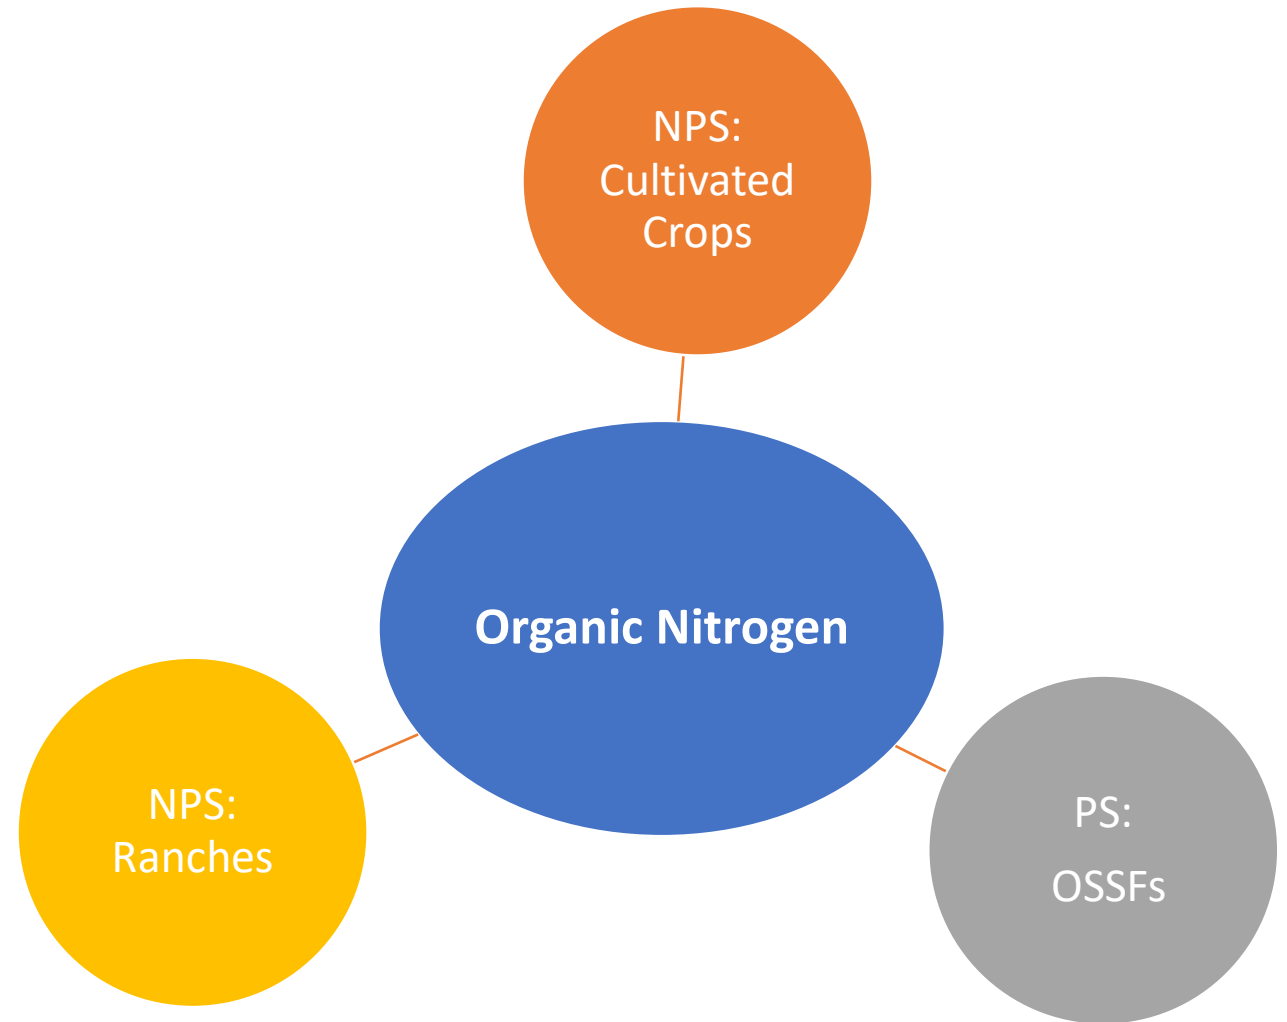 NPS:
Cultivated
Crops
Organic Nitrogen
NPS:
Ranches
PS:
OSSFs